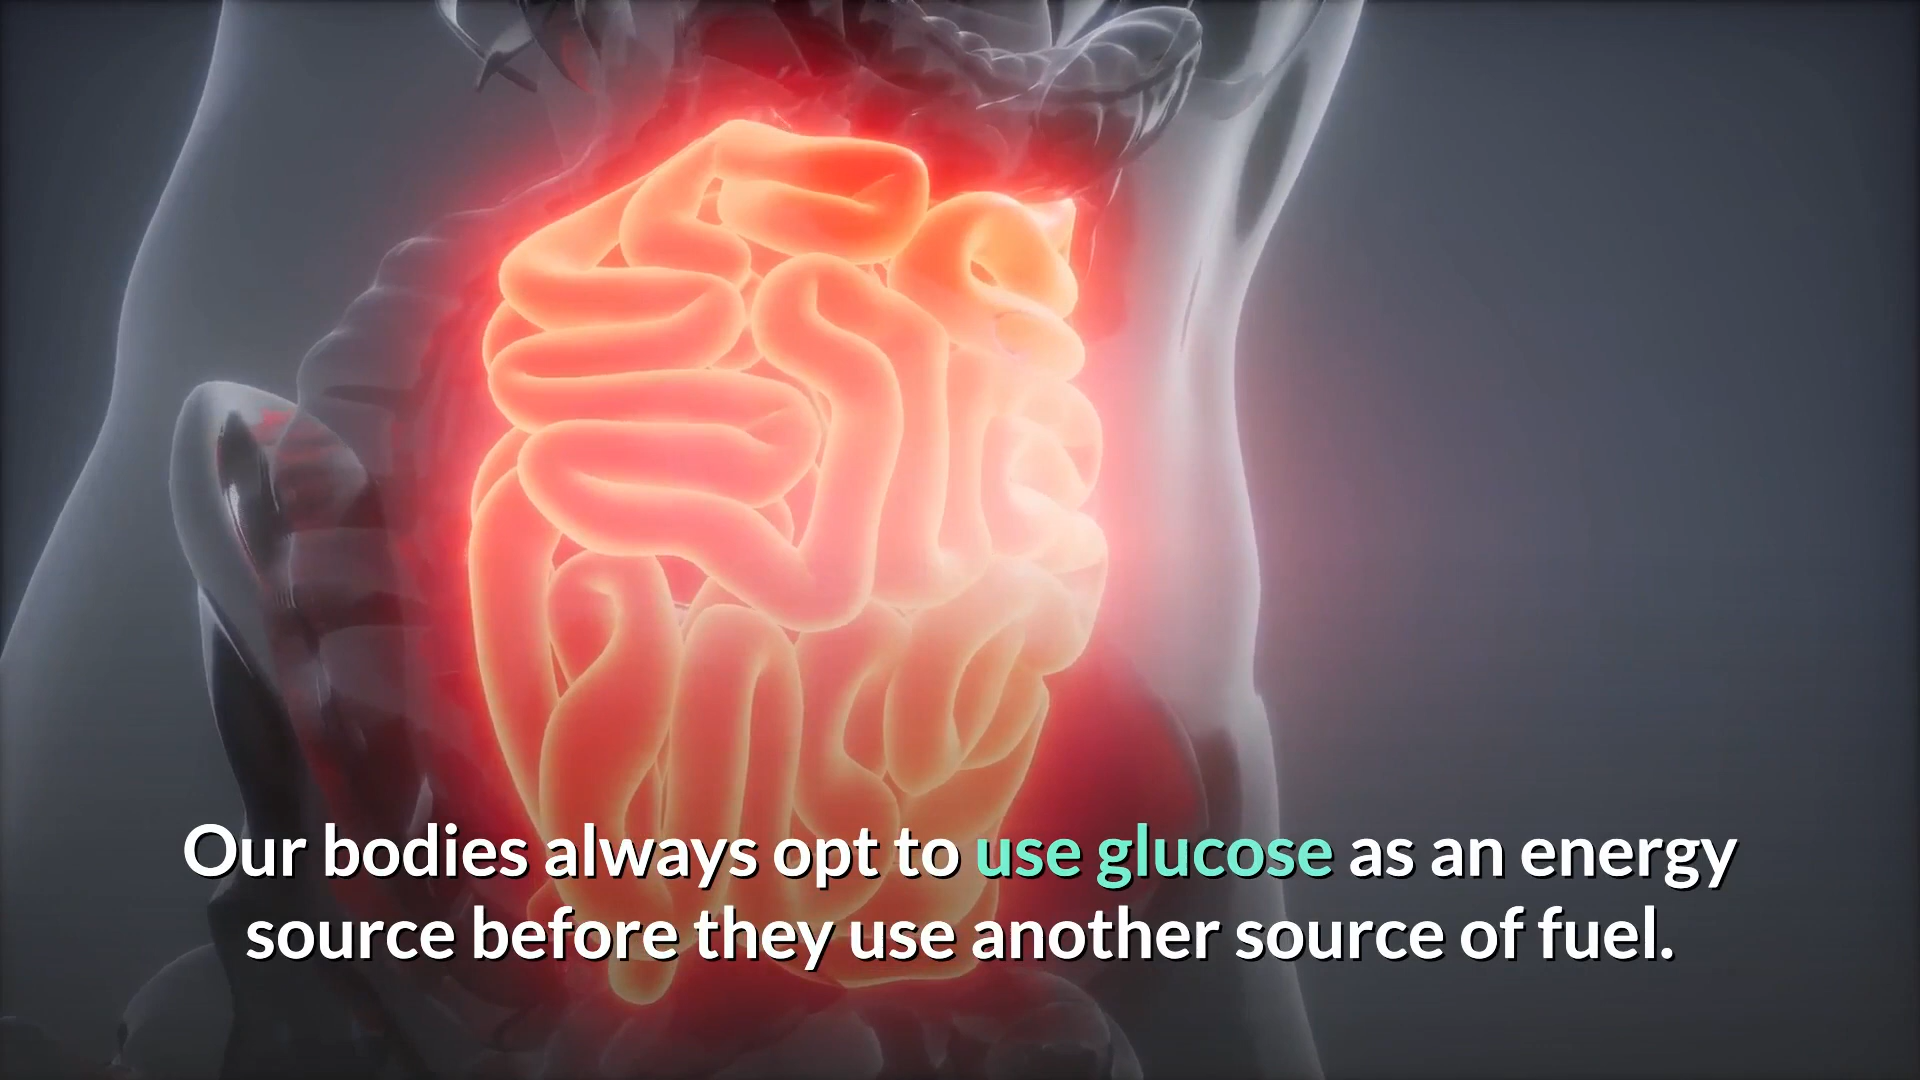 Our bodies always opt to use glucose as an energy
source before they use another source of fuel.